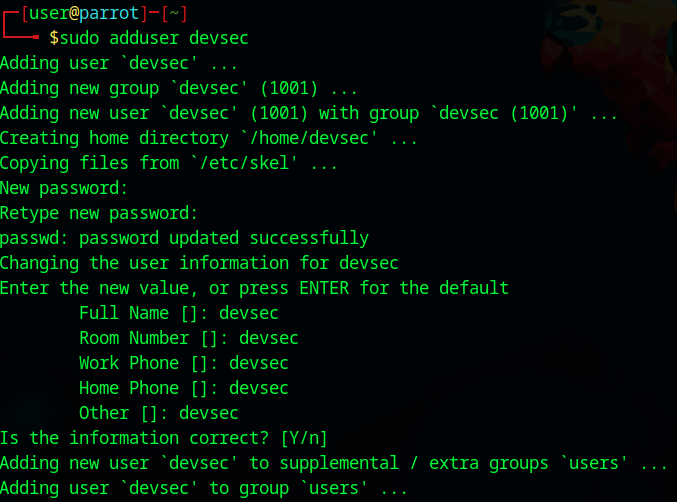 ┌─[user@parrot]─[~]
└──╼ $sudo adduser devsec
Adding user `devsec' ...
Adding new group `devsec' (1001) ...
Adding new user `devsec' (1001) with group `devsec (1001)' ...
Creating home directory `/home/devsec' ...
Copying files from `/etc/skel' ...
New password:
Retype new password:
passwd: password updated successfully
Changing the user information for devsec
Enter the new value, or press ENTER for the default
        Full Name []: devsec
        Room Number []: devsec
        Work Phone []: devsec
        Home Phone []: devsec
        Other []: devsec
Is the information correct? [Y/n]
Adding new user `devsec' to supplemental / extra groups `users' ...
Adding user `devsec' to group `users' ...